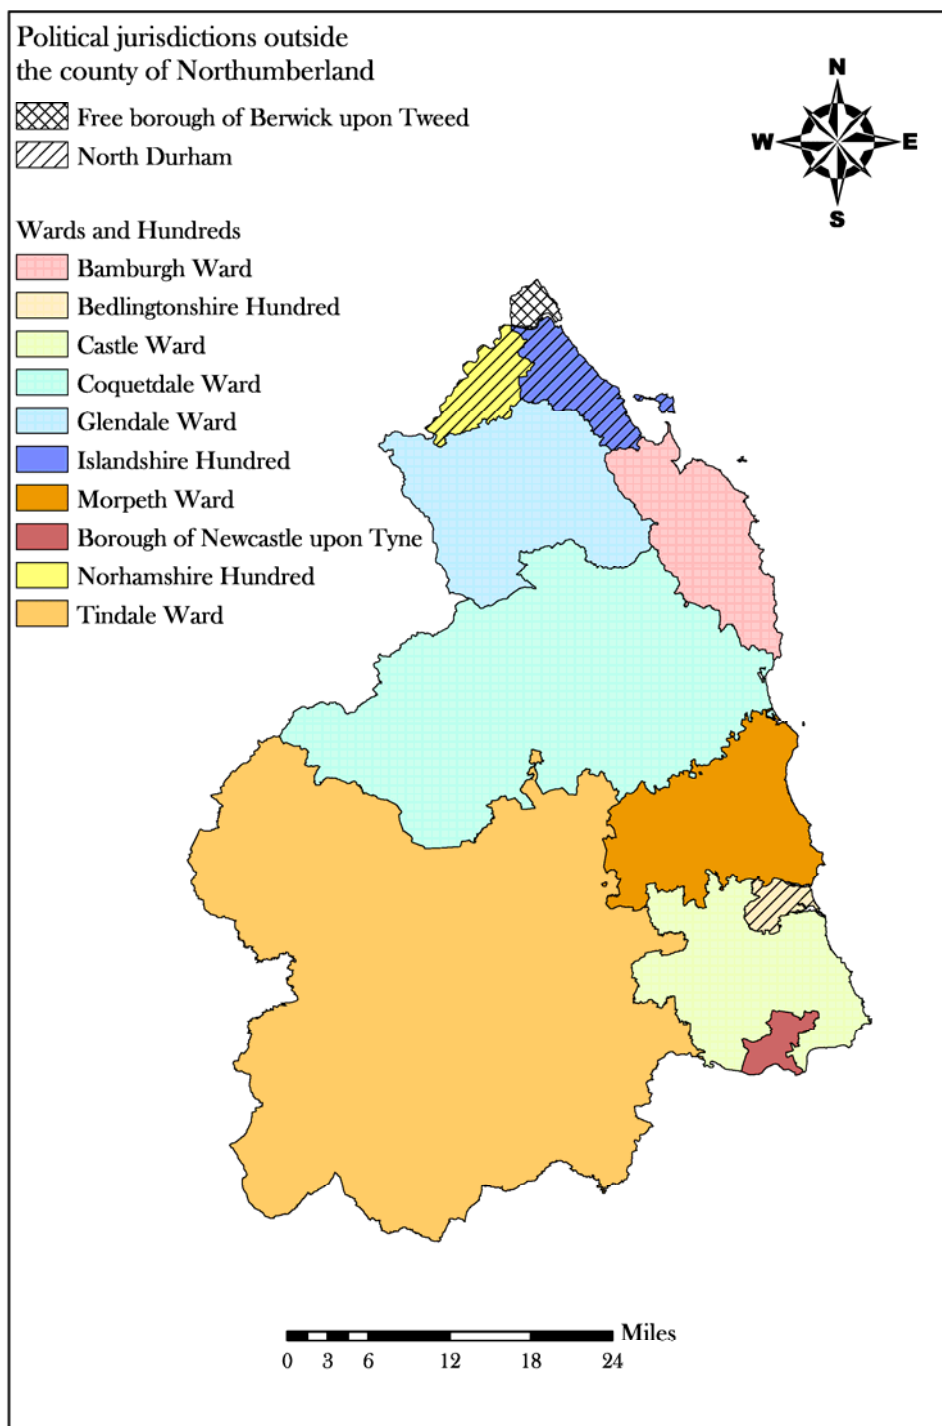 Political jurisdictions outside
the county of Northumberland
Free borough of Berwick upon Tweed
North Durham
N
W
E
S
Wards and Hundreds
Bamburgh Ward
Bedlingtonshire Hundred
Castle Ward
Coquetdale Ward
Glendale Ward
Islandshire Hundred
Morpeth Ward
Borough of Newcastle upon Tyne
Norhamshire Hundred
Tindale Ward
Miles
0 3 6 12 18 24